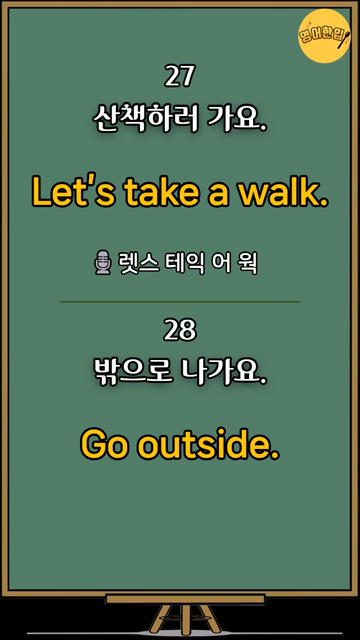 영어한입
27
산책하러 가요.
Let's take a walk.
렛스 테익 어 웍
28
밖으로 나가요.
Go outside.